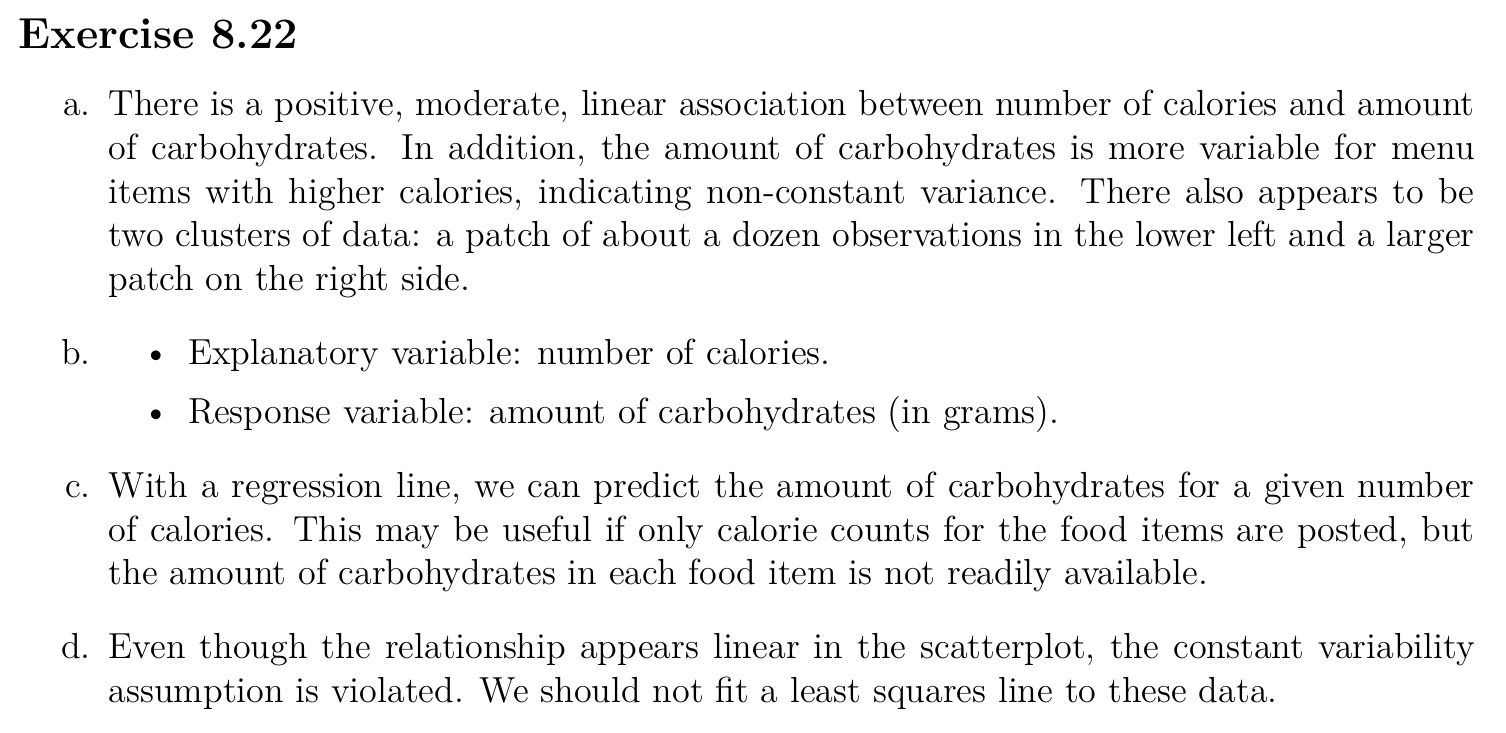 Exercise 8.22
a. There is a positive, moderate, linear association between number of calories and amount
of carbohydrates. In addition, the amount of carbohydrates is more variable for menu
items with higher calories, indicating non-constant variance. There also appears to be
two clusters of data: a patch of about a dozen observations in the lower left and a larger
patch on the right side.
b. • Explanatory variable: number of calories.
• Response variable: amount of carbohydrates (in grams).
c. With a regression line, we can predict the amount of carbohydrates for a given number
of calories. This may be useful if only calorie counts for the food items are posted, but
the amount of carbohydrates in each food item is not readily available.
d. Even though the relationship appears linear in the scatterplot, the constant variability
assumption is violated. We should not fit a least squares line to these data.